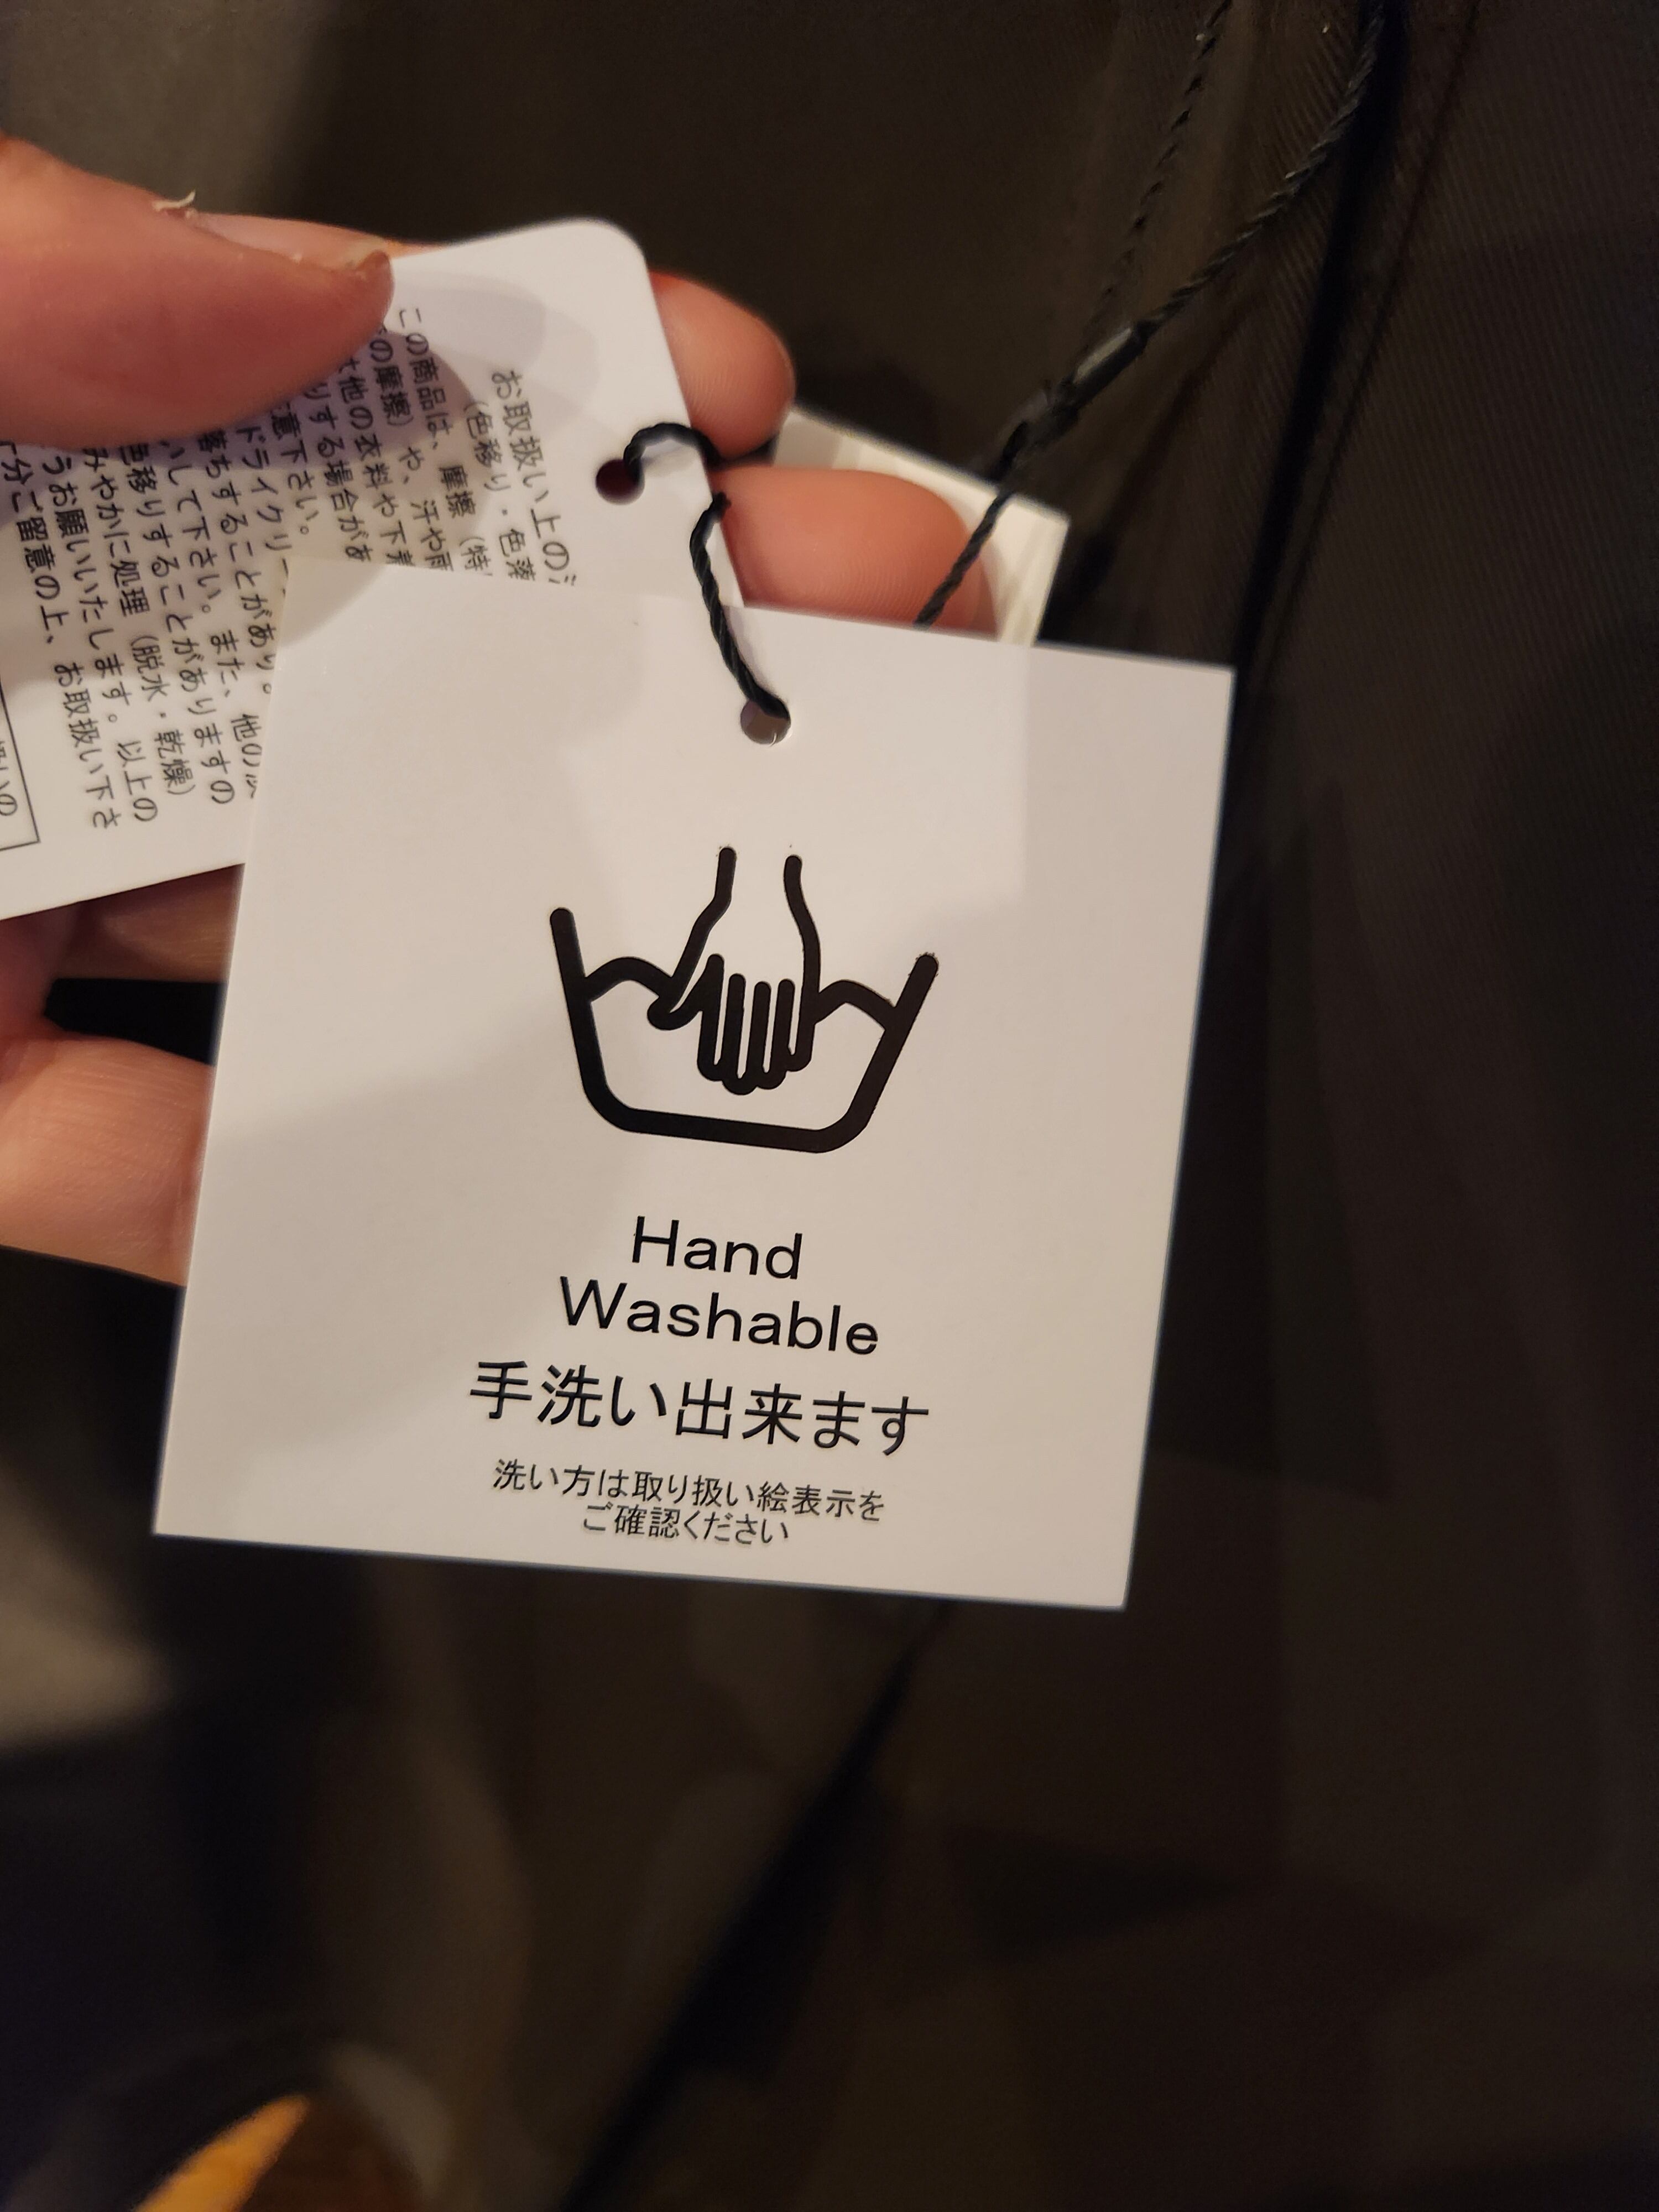 お取扱い上の
（色移り・色落
この商品は、摩擦（特
の摩擦）や、汗や雨
他の衣料や下着
りする場合があ
意下さい。
ドライクリー
落ちすることがあり
して下さい。また、他の
色移りすることがありますの
みやかに処理（脱水・乾燥）
うお願いいたします。以上の
分ご留意の上、お取扱い下さ
Hand
Washable
手洗い出来ます
洗い方は取り扱い絵表示を
ご確認ください